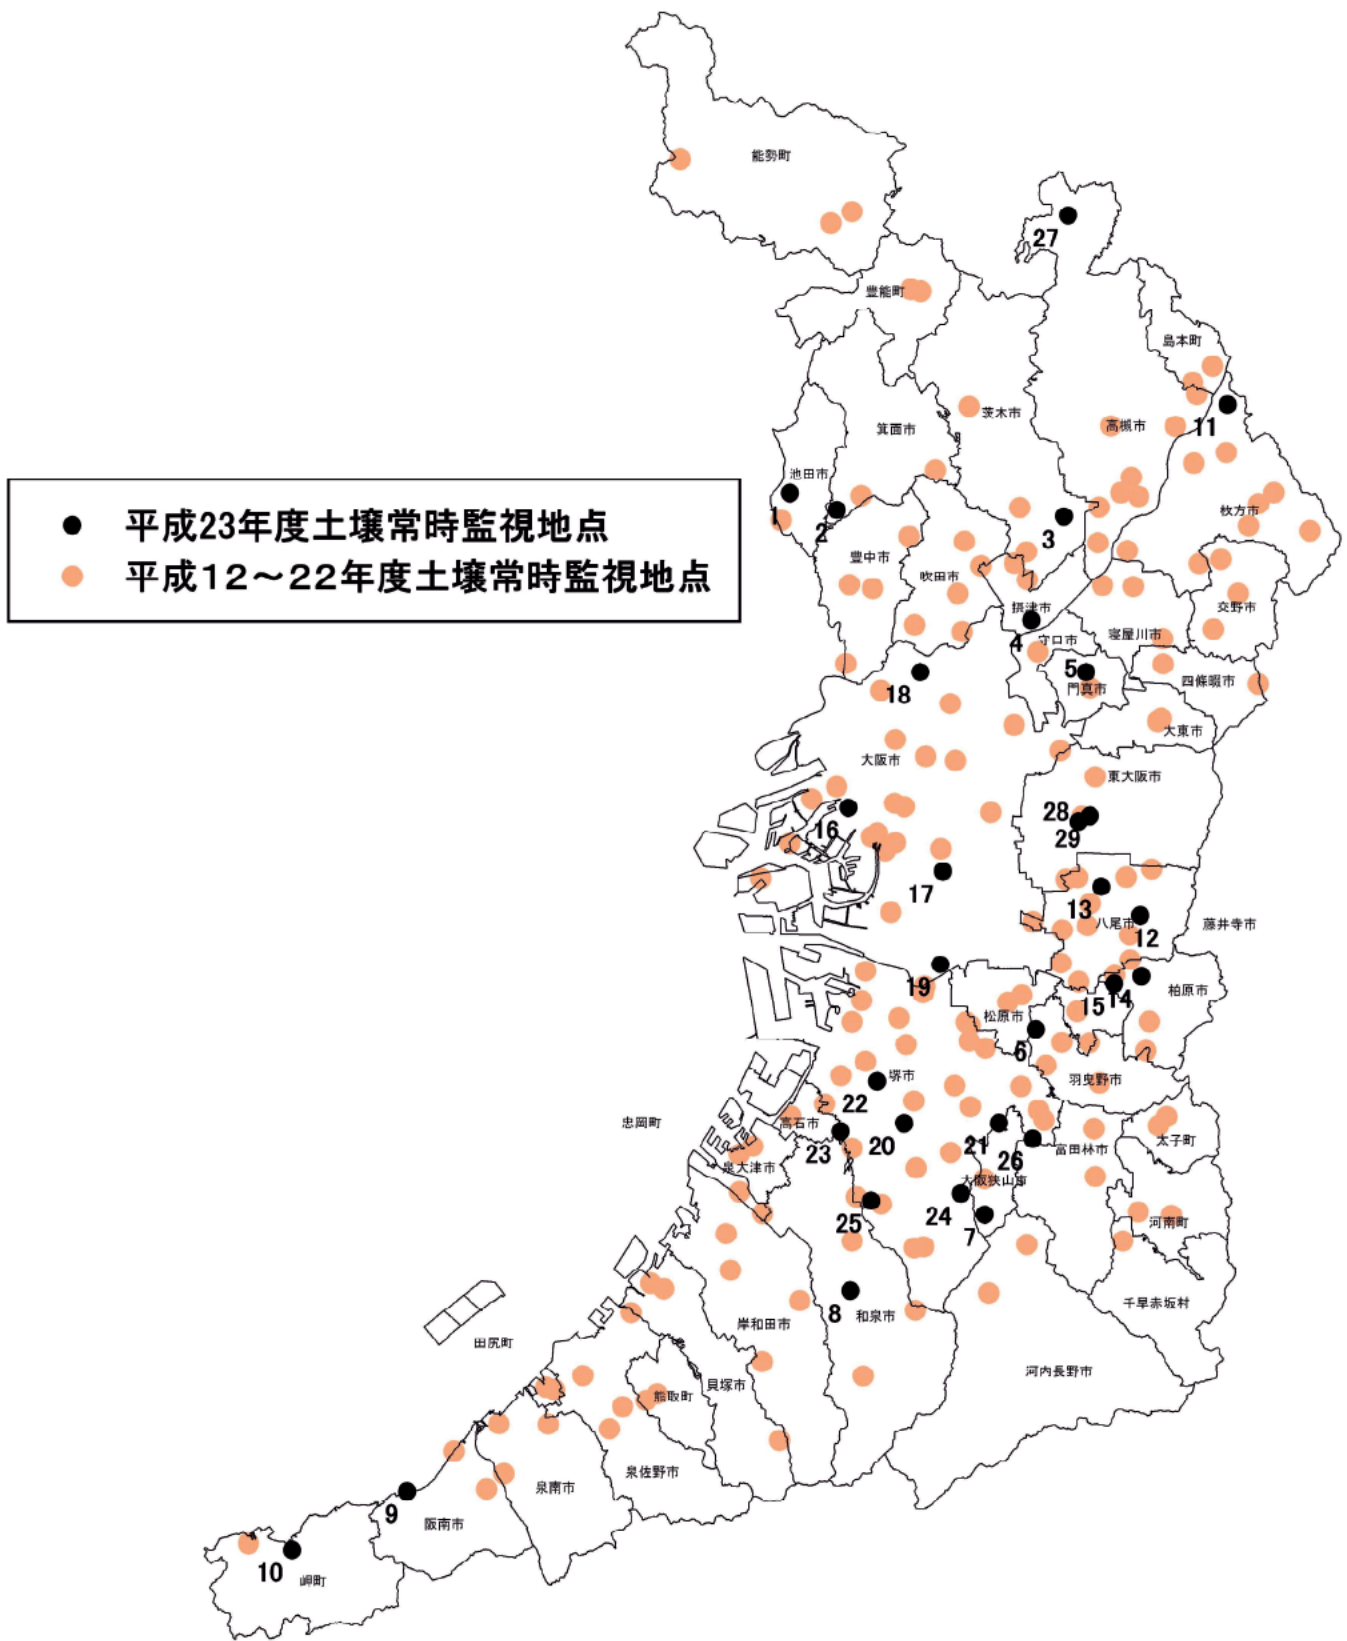 能勢町
27
豊能町
島本町
茨木市
高槻市
11
箕面市
池田市
平成23年度土壌常時監視地点
平成12～22年度土壌常時監視地点
1
2
3
枚方市
豊中市
吹田市
摂津市
交野市
4
守口市
寝屋川市
5
門真市
四條畷市
18
大東市
大阪市
東大阪市
28
29
16
17
13
八尾市
12
藤井寺市
19
15
14
柏原市
松原市
6
堺市
羽曳野市
22
忠岡町
高石市
23
20
21
26
富田林市
太子町
泉大津市
大阪狭山市
25
24
7
河南町
8
和泉市
千早赤坂村
岸和田市
田尻町
河内長野市
貝塚市
熊取町
泉佐野市
泉南市
9
阪南市
10
岬町